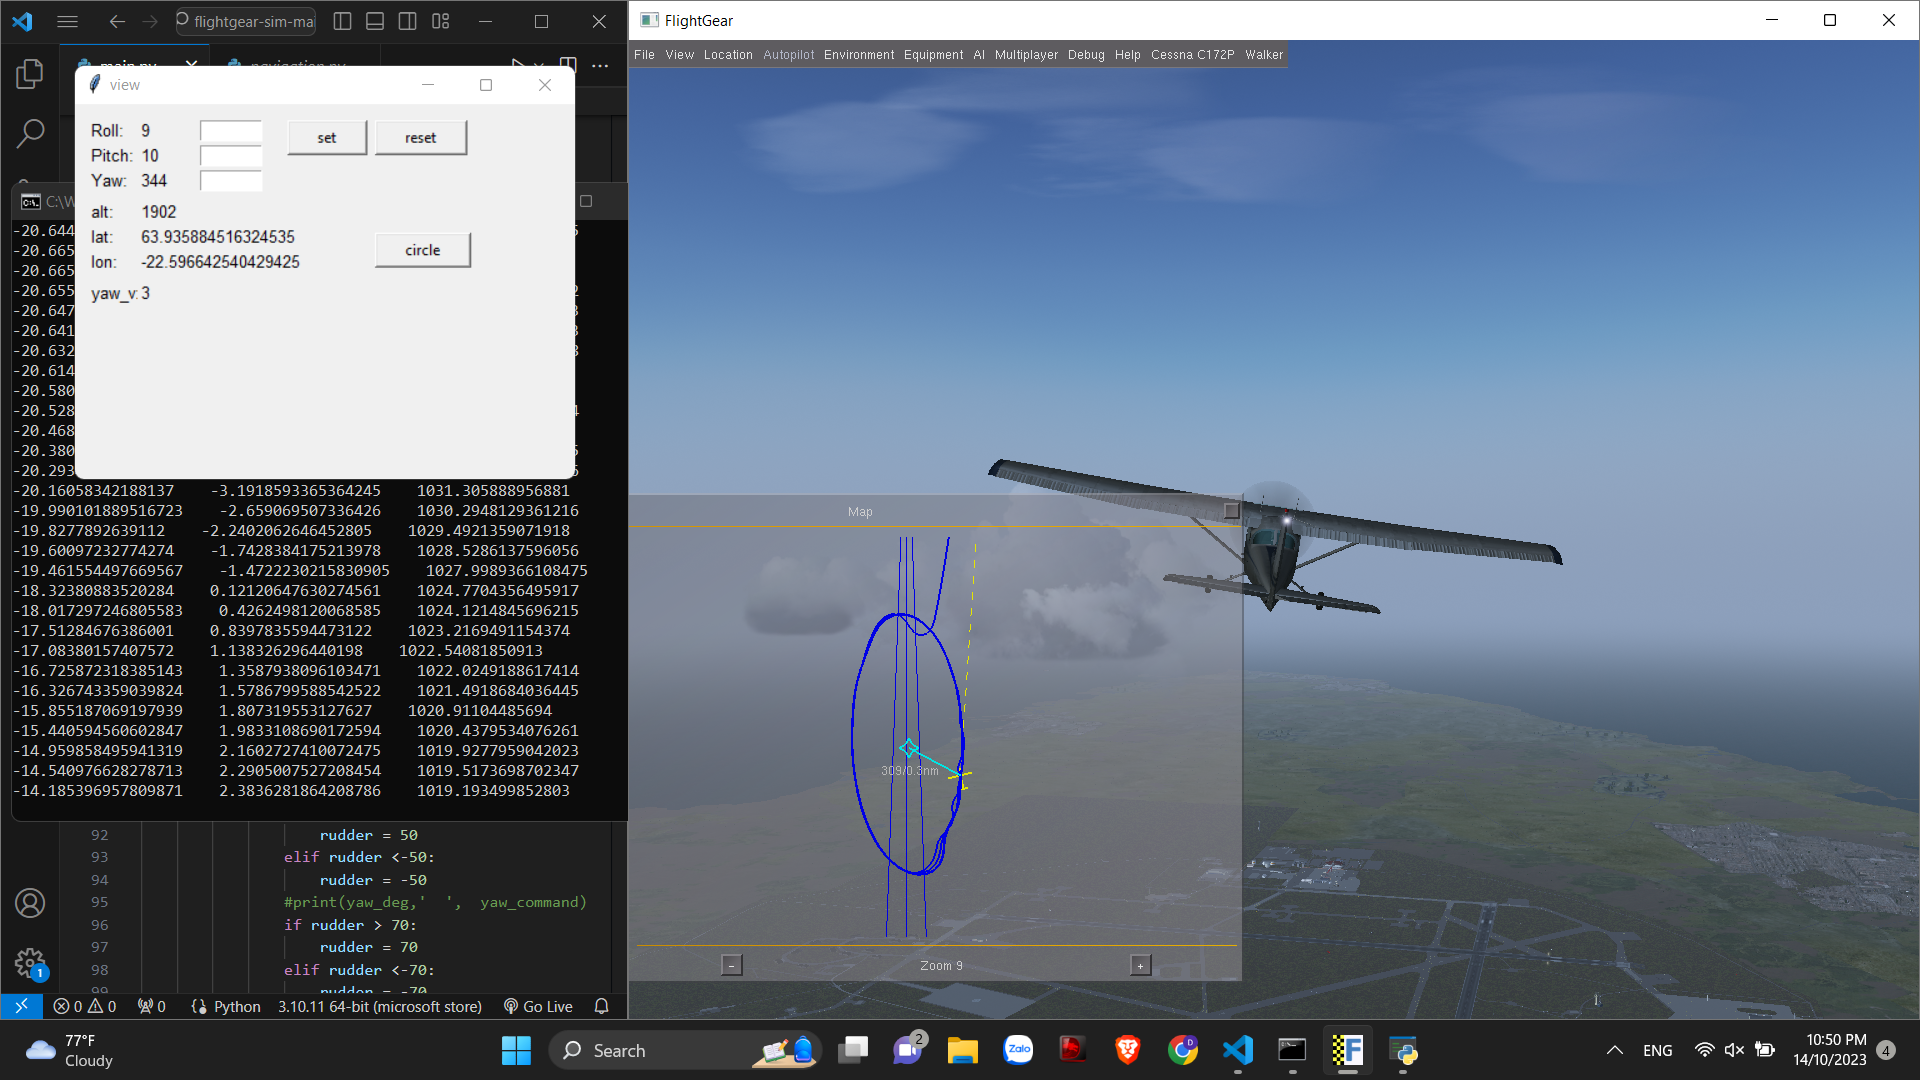 flightgear-sim-ma
main.py
navigation.py
view
Roll: 9
Pitch: 10
Yaw: 344
set
reset
alt: 1902
lat: 63.935884516324535
lon: -22.596642540429425
circle
yaw_v: 3
C:\W
-20.644
-20.665
-20.665
-20.655
-20.647
-20.641
-20.632
-20.614
-20.580
-20.528
-20.468
-20.380
-20.293
-20.16058342188137 -3.1918593365364245 1031.305888956881
-19.990101889516723 -2.659069507336426 1030.2948129361216
-19.8277892639112 -2.2402062646452805 1029.4921359071918
-19.60097232774274 -1.7428384175213978 1028.5286137596056
-19.461554497669567 -1.4722230215830905 1027.9989366108475
-18.32380883520284 0.12120647630274561 1024.7704356495917
-18.017297246805583 0.4262498120068585 1024.1214845696215
-17.51284676386001 0.8397835594473122 1023.2169491154374
-17.08380157407572 1.138326296440198 1022.54081850913
-16.725872318385143 1.35879380961034​71 1022.0249188617414
-16.326743359039824 1.5786799588542522 1021.4918684036445
-15.855187069197939 1.807319553127627 1020.91104485694
-15.440594560602847 1.9833108690172594 1020.4379534076261
-14.959858495941319 2.1602727410072475 1019.9277959042023
-14.540976628278713 2.2905007527208454 1019.5173698702347
-14.185396957809871 2.3836281864208786 1019.193499852803
92 rudder = 50
93 elif rudder <-50:
94 rudder = -50
95 #print(yaw_deg,' ', yaw_command)
96 if rudder > 70:
97 rudder = 70
98 elif rudder <-70:
99 rudder = -70
1
0 0 0 Python 3.10.11 64-bit (microsoft store) Go Live
FlightGear
File View Location Autopilot Environment Equipment AI Multiplayer Debug Help Cessna C172P Walker
Map
309/0.3nm
- Zoom 9 +
77°F
Cloudy
Search
2
Zalo
D
F
ENG
10:50 PM
14/10/2023
4